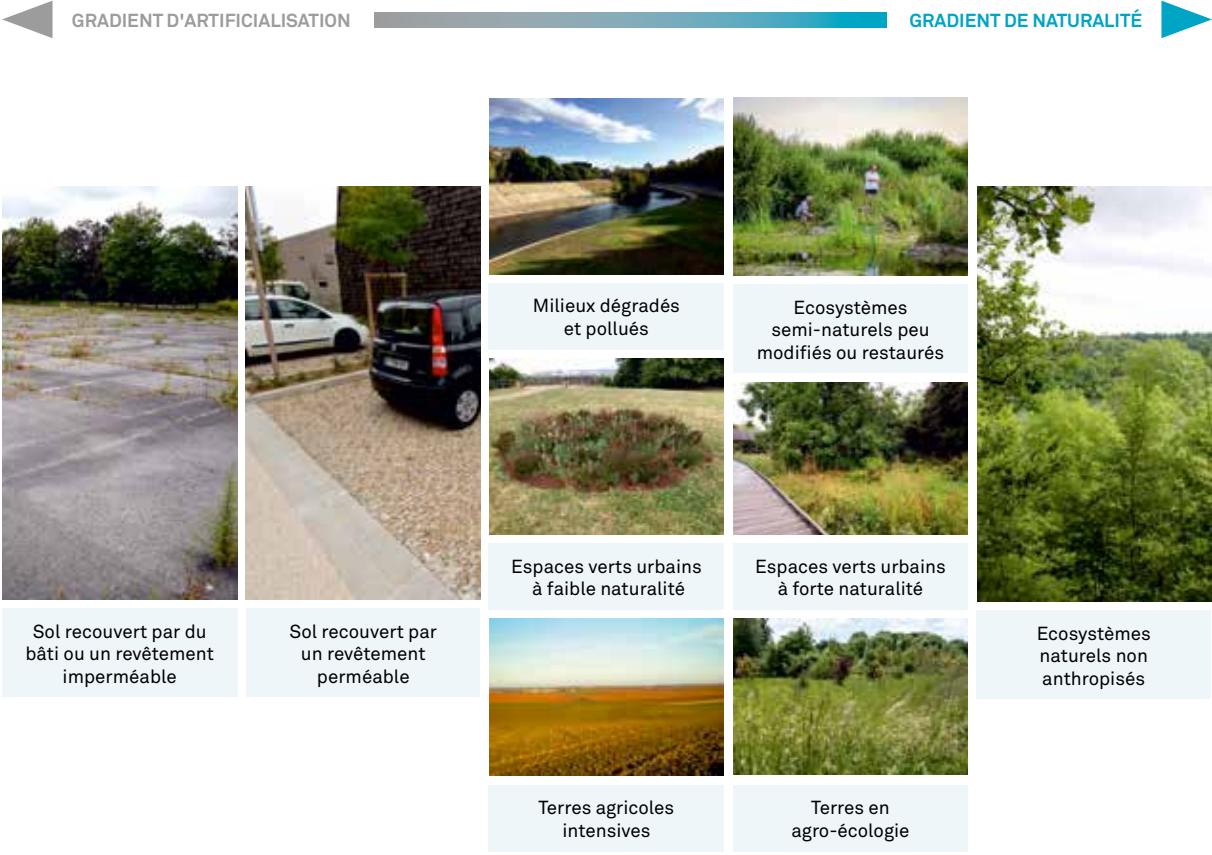 GRADIENT D'ARTIFICIALISATION
GRADIENT DE NATURALITÉ
Sol recouvert par du
bâti ou un revêtement
imperméable
Sol recouvert par
un revêtement
perméable
Milieux dégradés
et pollués
Espaces verts urbains
à faible naturalité
Terres agricoles
intensives
Ecosystèmes
semi-naturels peu
modifiés ou restaurés
Espaces verts urbains
à forte naturalité
Terres en
agro-écologie
Ecosystèmes
naturels non
anthropisés